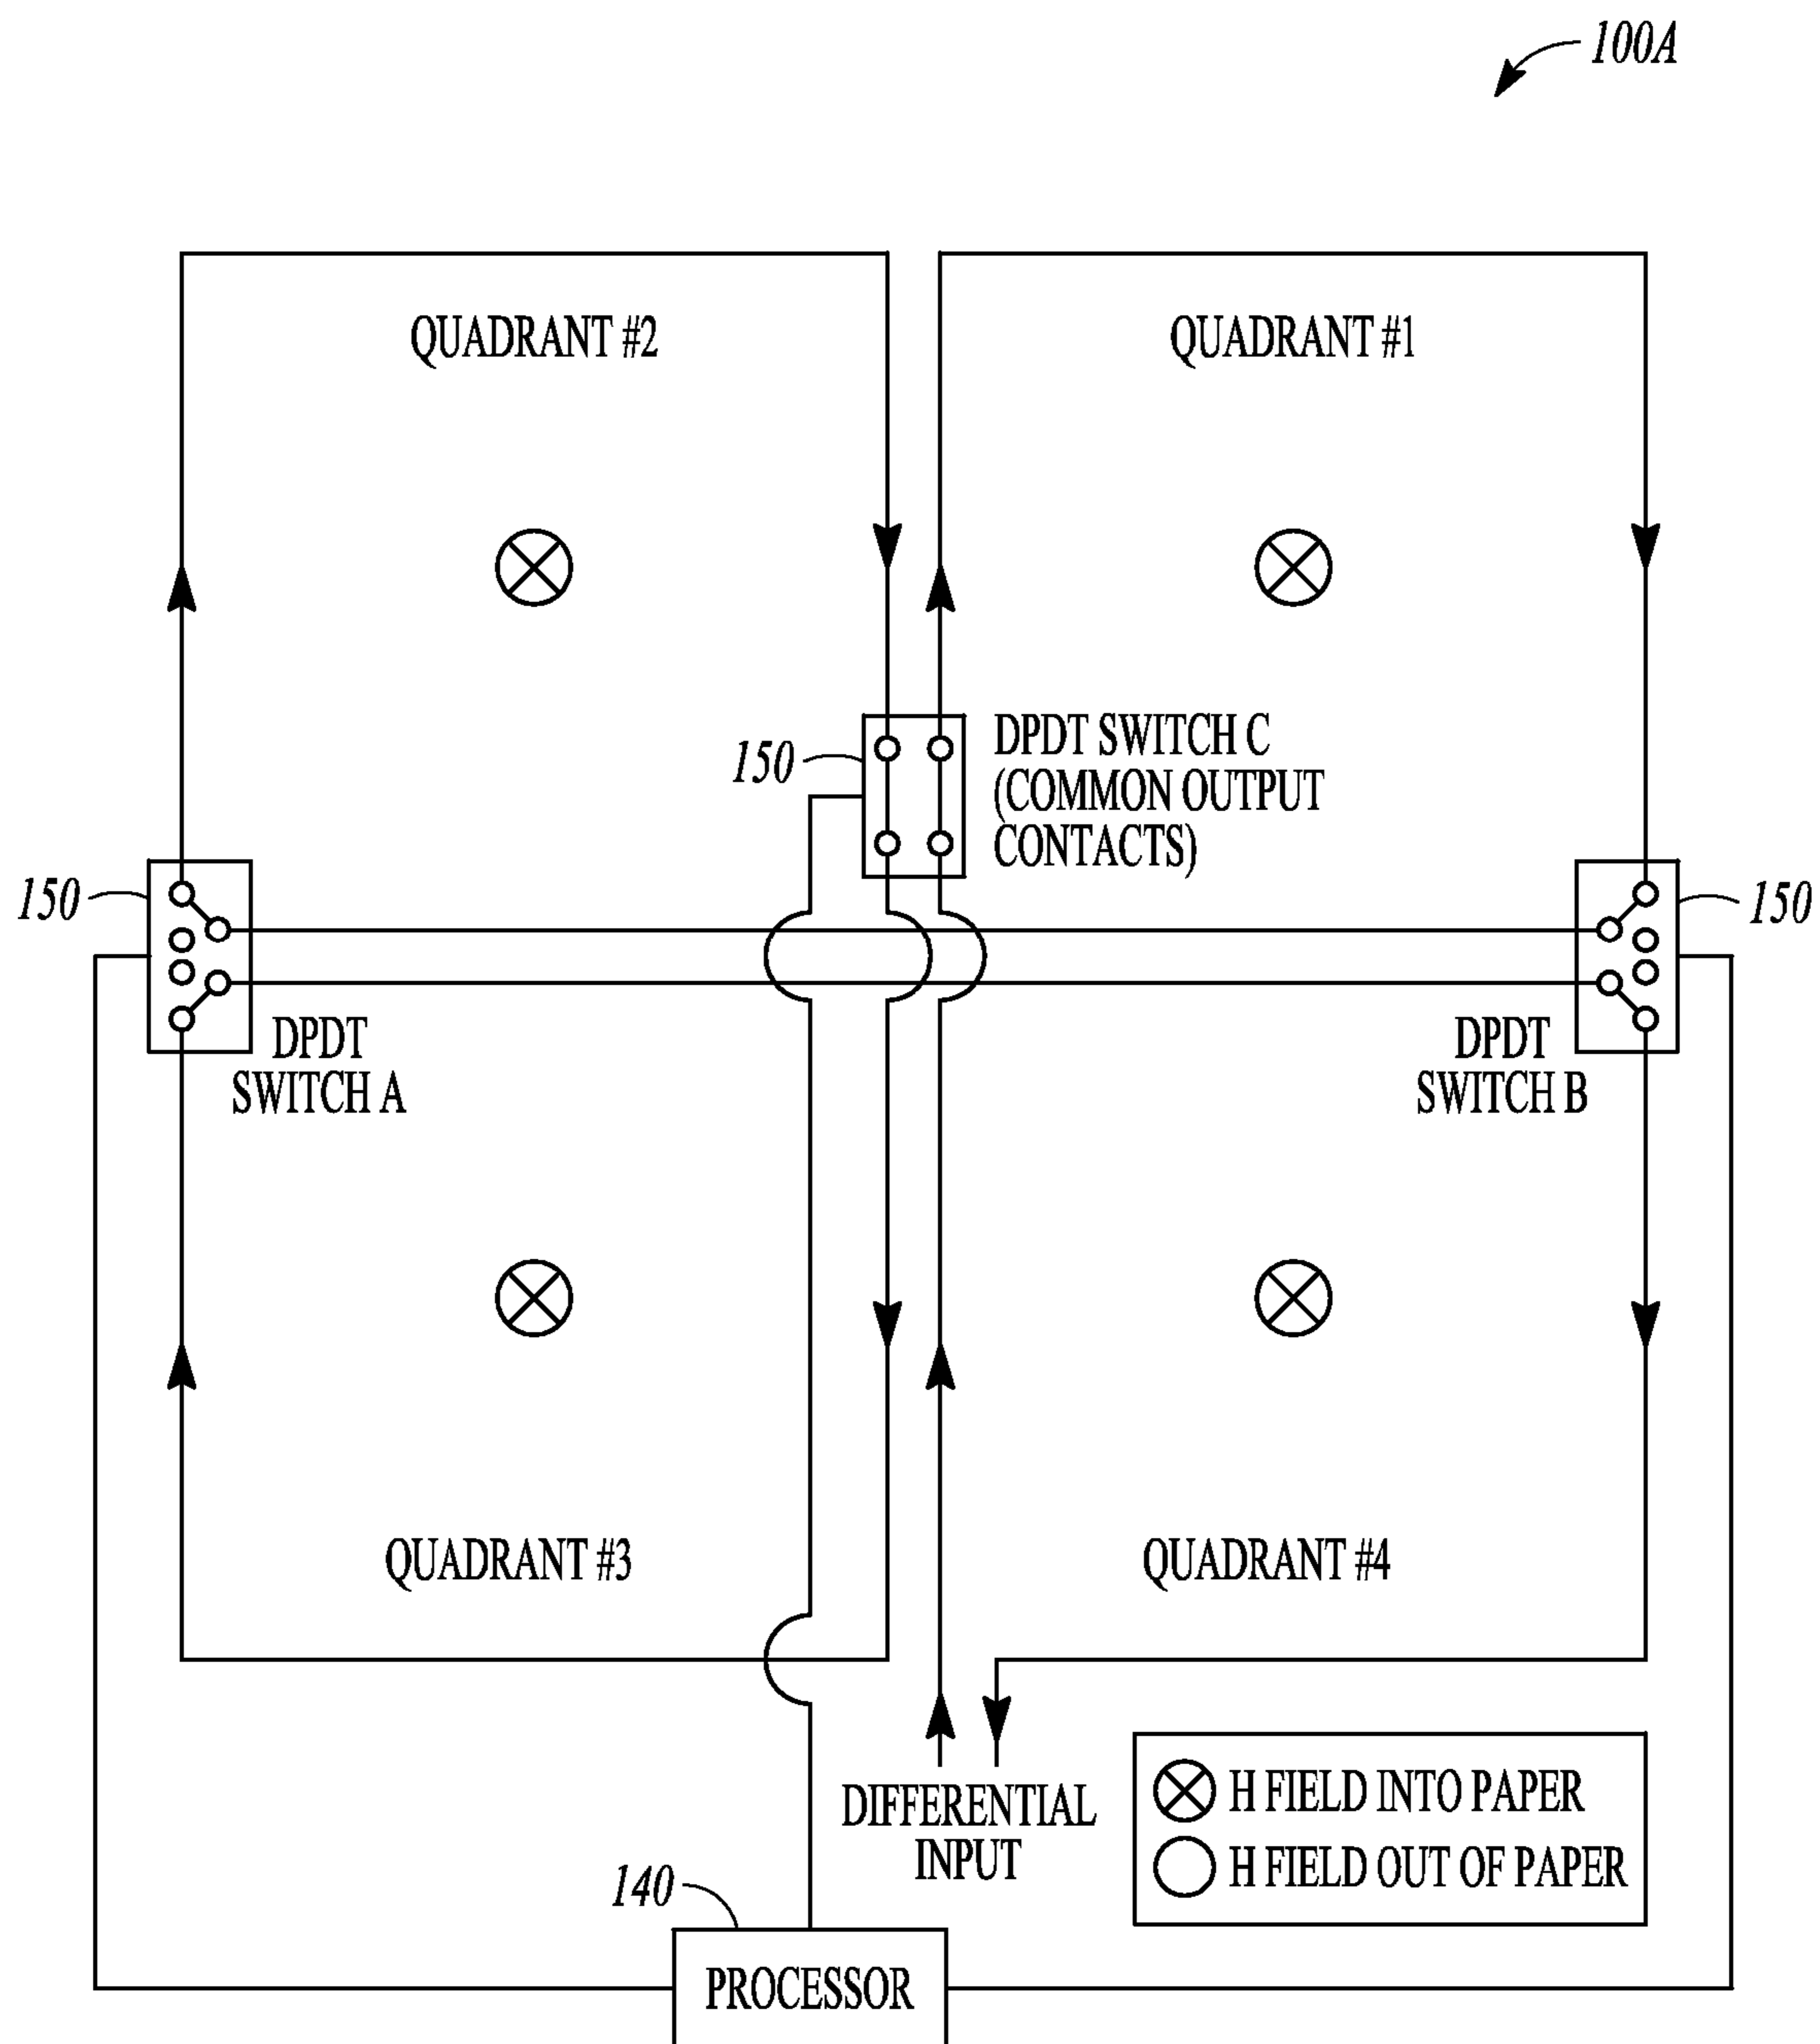 100A
QUADRANT #2
QUADRANT #1
150
DPDT SWITCH C
(COMMON OUTPUT
CONTACTS)
150
150
DPDT
SWITCH A
DPDT
SWITCH B
QUADRANT #3
QUADRANT #4
DIFFERENTIAL
INPUT
H FIELD INTO PAPER
H FIELD OUT OF PAPER
140
PROCESSOR